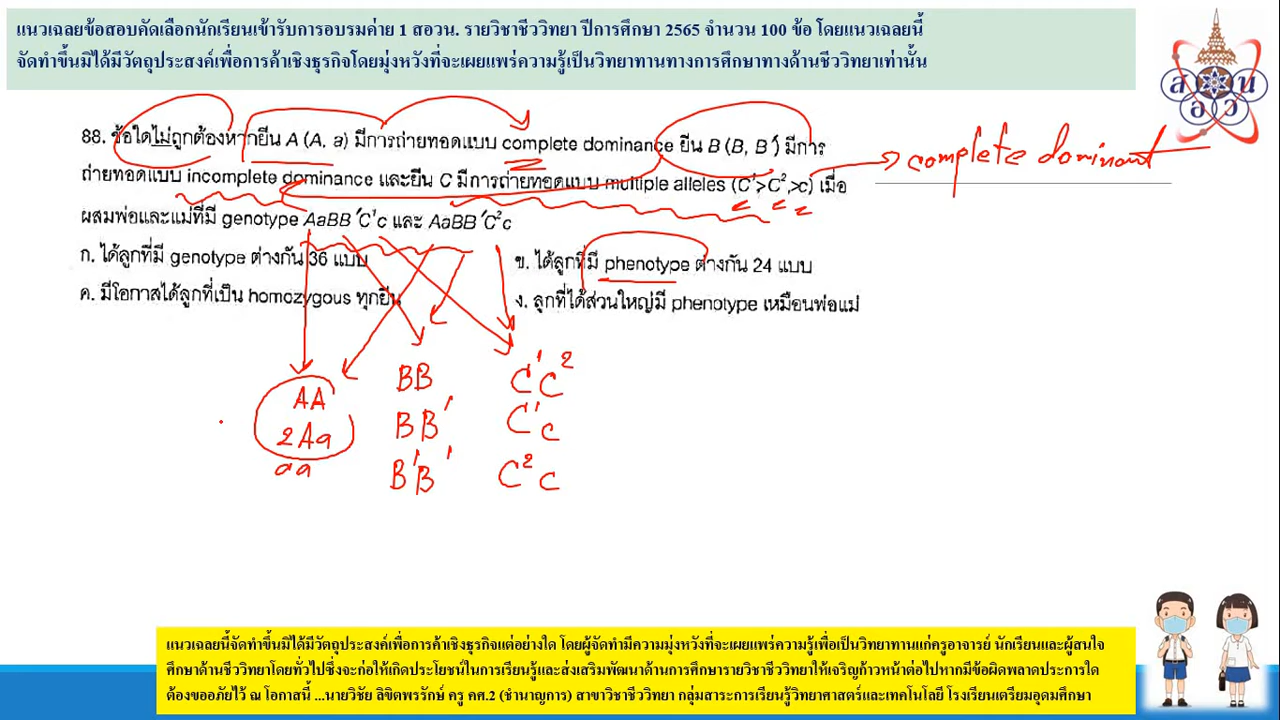 แนวเฉลยข้อสอบคัดเลือกนักเรียนเข้ารับการอบรมค่าย 1 สอวน. รายวิชาชีววิทยา ปีการศึกษา 2565 จำนวน 100 ข้อ โดยแนวเฉลยนี้
จัดทำขึ้นมิได้มีวัตถุประสงค์เพื่อการค้าเชิงธุรกิจโดยมุ่งหวังที่จะเผยแพร่ความรู้เป็นวิทยาทานทางการศึกษาทางด้านชีววิทยาเท่านั้น
ส อ ว น
88. ข้อใดไม่ถูกต้องหากยีน A (A, a) มีการถ่ายทอดแบบ complete dominance ยีน B (B, B′) มีการ
ถ่ายทอดแบบ incomplete dominance และยีน C มีการถ่ายทอดแบบ multiple alleles (C¹>C²,>c) เมื่อ
ผสมพ่อและแม่ที่มี genotype AaBB′C¹c และ AaBB′C²c
complete dominant
ก. ได้ลูกที่มี genotype ต่างกัน 36 แบบ
ข. ได้ลูกที่มี phenotype ต่างกัน 24 แบบ
ค. มีโอกาสได้ลูกที่เป็น homozygous ทุกยีน
ง. ลูกที่ได้ส่วนใหญ่มี phenotype เหมือนพ่อแม่
AA BB C¹C²
2Aa BB′ C¹c
aa B′B′ C²c
แนวเฉลยนี้จัดทำขึ้นมิได้มีวัตถุประสงค์เพื่อการค้าเชิงธุรกิจแต่อย่างใด โดยผู้จัดทำมีความมุ่งหวังที่จะเผยแพร่ความรู้เพื่อเป็นวิทยาทานแก่ครูอาจารย์ นักเรียนและผู้สนใจ
ศึกษาด้านชีววิทยาโดยทั่วไปซึ่งจะก่อให้เกิดประโยชน์ในการเรียนรู้และส่งเสริมพัฒนาด้านการศึกษารายวิชาชีววิทยาให้เจริญก้าวหน้าต่อไปหากมีข้อผิดพลาดประการใด
ต้องขออภัยไว้ ณ โอกาสนี้ ...นายวิชัย ลิขิตพรรักษ์ ครู คศ.2 (ชำนาญการ) สาขาวิชาชีววิทยา กลุ่มสาระการเรียนรู้วิทยาศาสตร์และเทคโนโลยี โรงเรียนเตรียมอุดมศึกษา